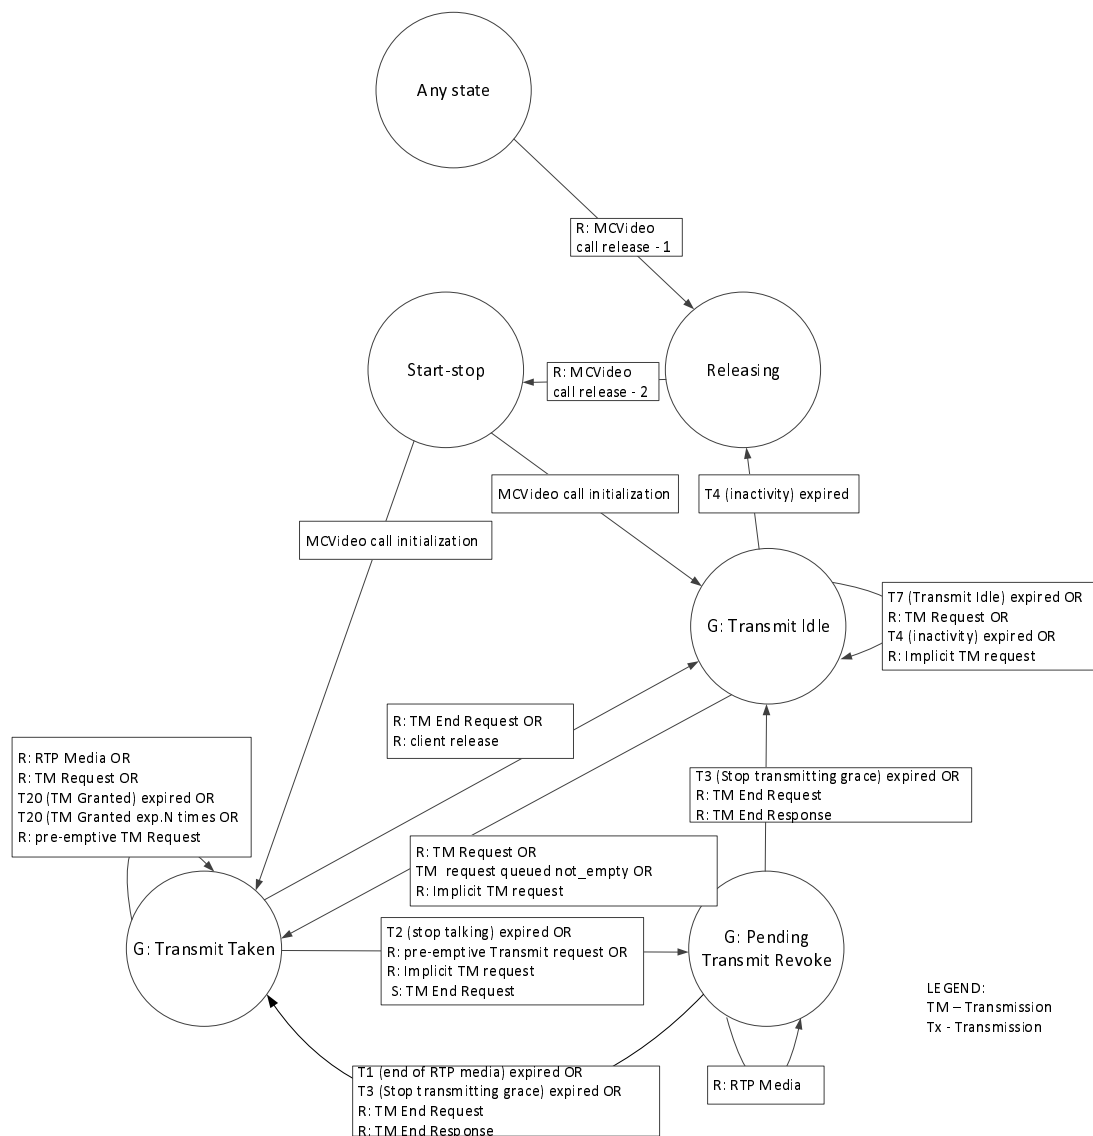 Any state
R: MCVideo
call release - 1
Start-stop
R: MCVideo
call release - 2
Releasing
MCVideo call initialization
T4 (inactivity) expired
MCVideo call initialization
G: Transmit Idle
T7 (Transmit Idle) expired OR
R: TM Request OR
T4 (inactivity) expired OR
R: Implicit TM request
R: TM End Request OR
R: client release
R: RTP Media OR
R: TM Request OR
T20 (TM Granted) expired OR
T20 (TM Granted exp.N times OR
R: pre-emptive TM Request
T3 (Stop transmitting grace) expired OR
R: TM End Request
R: TM End Response
R: TM Request OR
TM request queued not_empty OR
R: Implicit TM request
G: Transmit Taken
T2 (stop talking) expired OR
R: pre-emptive Transmit request OR
R: Implicit TM request
S: TM End Request
G: Pending
Transmit Revoke
LEGEND:
TM – Transmission
Tx - Transmission
T1 (end of RTP media) expired OR
T3 (Stop transmitting grace) expired OR
R: TM End Request
R: TM End Response
R: RTP Media